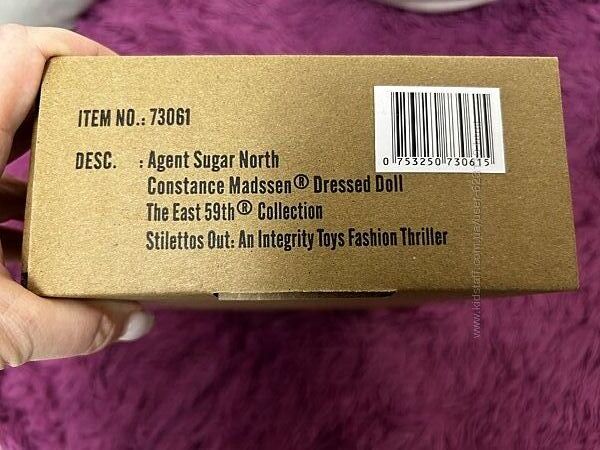 ITEM NO.: 73061
0 753250 730615
DESC. : Agent Sugar North
Constance Madssen® Dressed Doll
The East 59th® Collection
Stilettos Out: An Integrity Toys Fashion Thriller